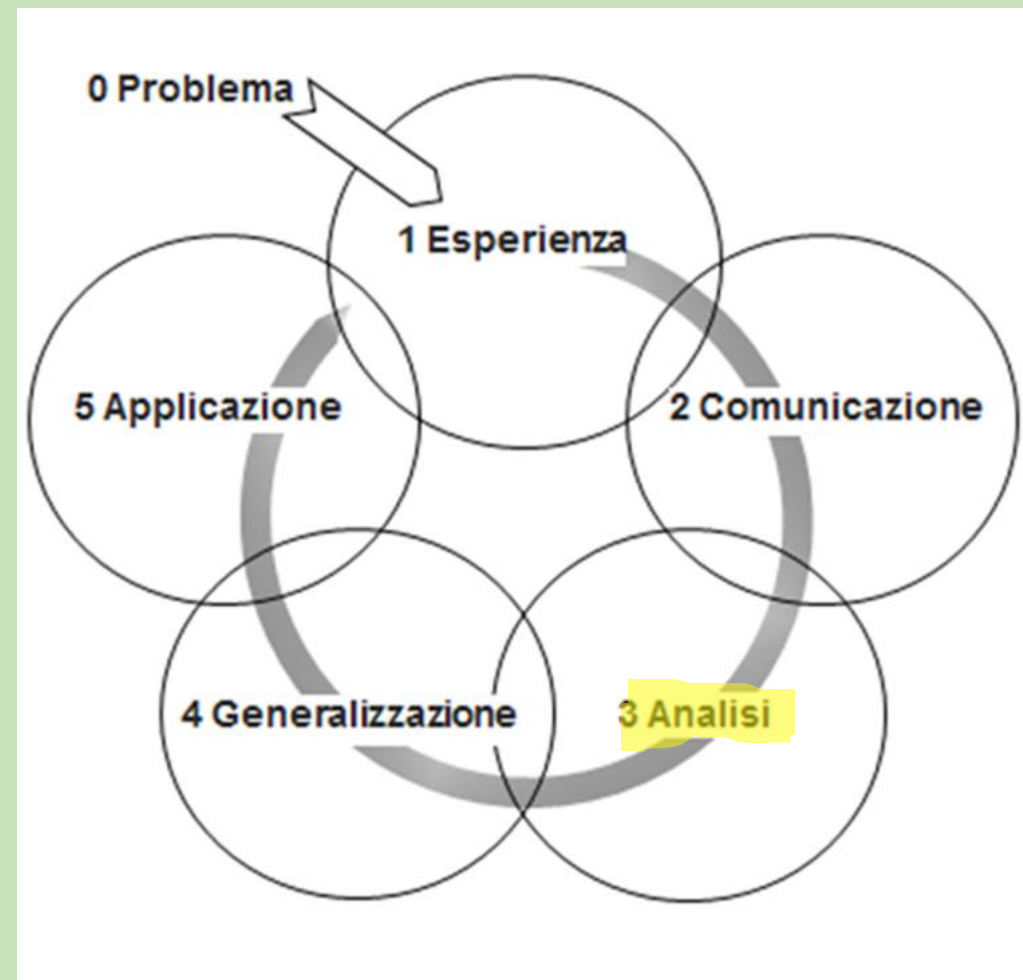 0 Problema
1 Esperienza
2 Comunicazione
3 Analisi
4 Generalizzazione
5 Applicazione